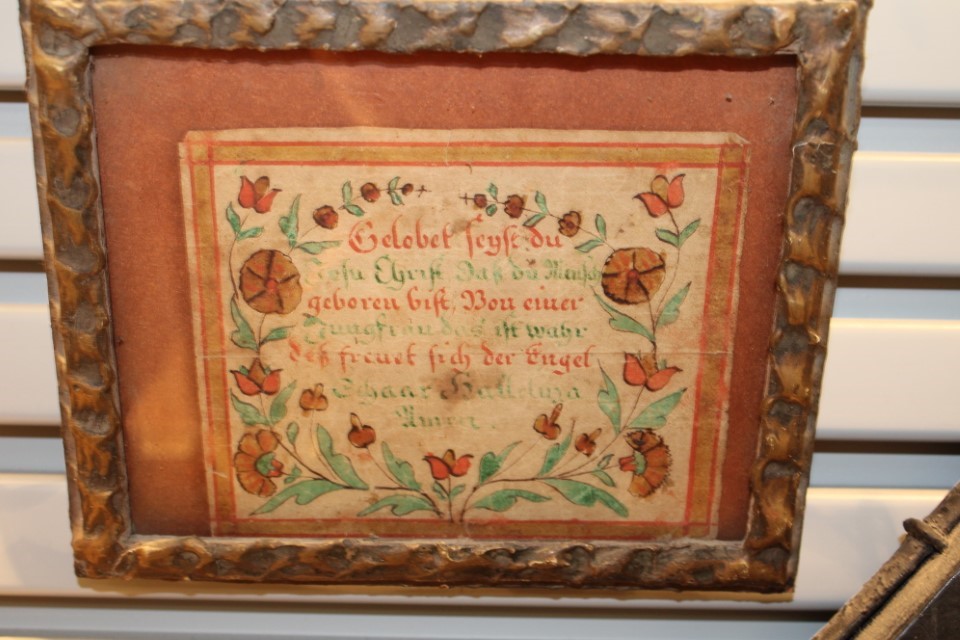 Gelobet seyst du
Jesu Christ Daß du Mensch
geboren bist, Von einer
Jungfrau das ist wahr
deß freuet sich der Engel
Schaar Halleluja
Amen